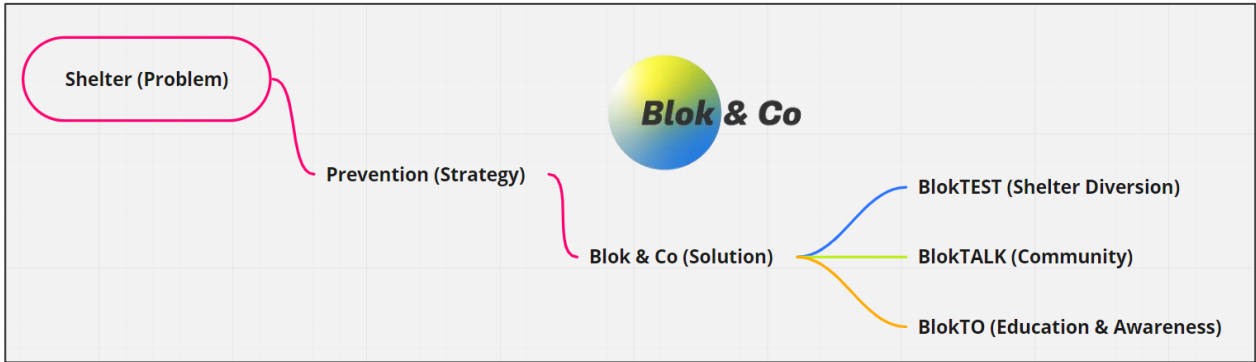 Shelter (Problem)
Blok & Co
Prevention (Strategy)
BlokTEST (Shelter Diversion)
Blok & Co (Solution)
BlokTALK (Community)
BlokTO (Education & Awareness)